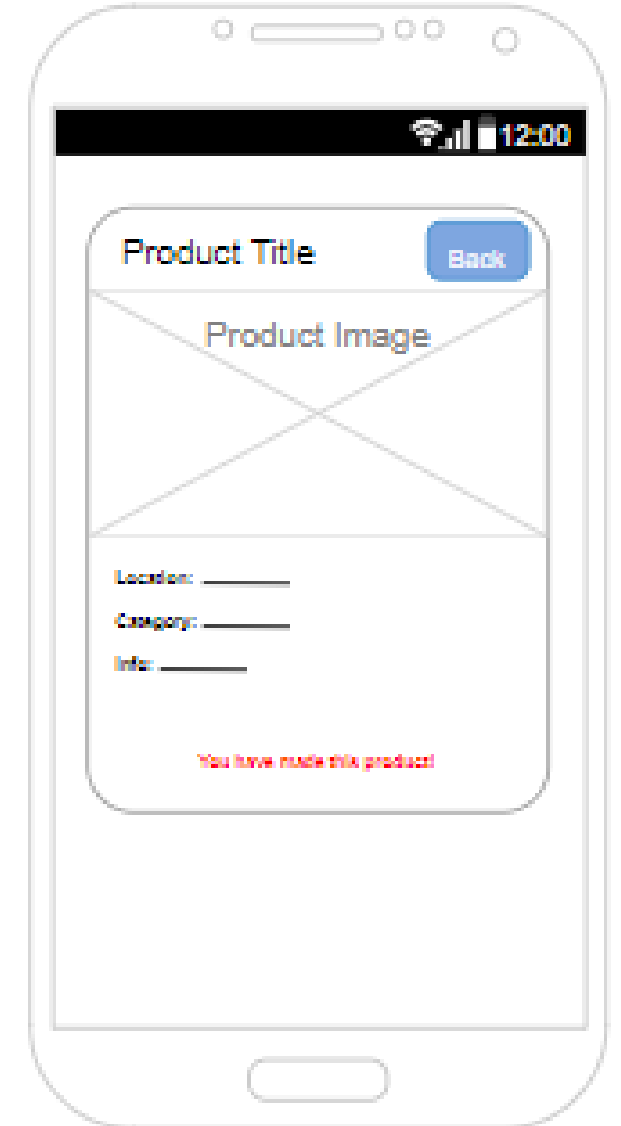 12:00
Product Title
Back
Product Image
Location:
Category:
Info:
You have made this product!